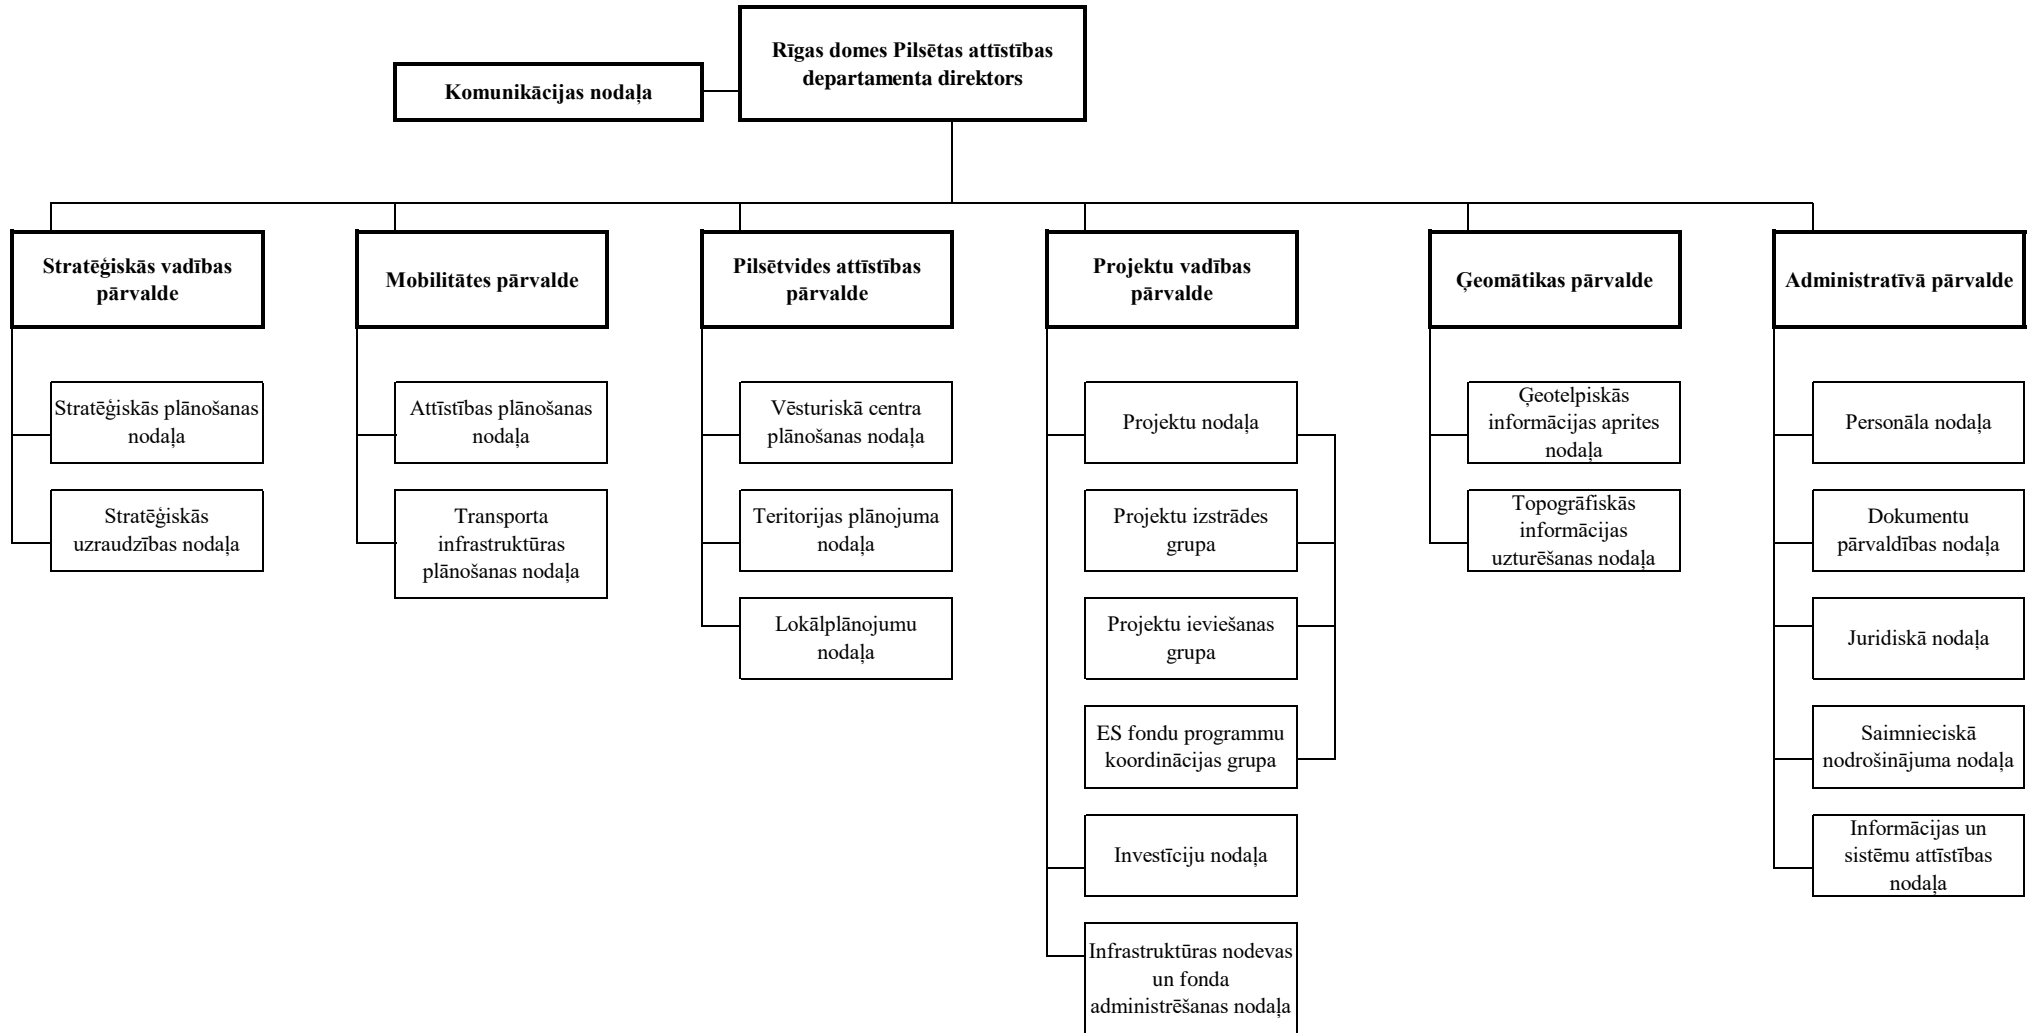 Rīgas domes Pilsētas attīstības
departamenta direktors
Komunikācijas nodaļa
Stratēģiskās vadības
pārvalde
Mobilitātes pārvalde
Pilsētvides attīstības
pārvalde
Projektu vadības
pārvalde
Ģeomātikas pārvalde
Administratīvā pārvalde
Stratēģiskās plānošanas
nodaļa
Stratēģiskās
uzraudzības nodaļa
Attīstības plānošanas
nodaļa
Transporta
infrastruktūras
plānošanas nodaļa
Vēsturiskā centra
plānošanas nodaļa
Teritorijas plānojuma
nodaļa
Lokālplānojumu
nodaļa
Projektu nodaļa
Projektu izstrādes
grupa
Projektu ieviešanas
grupa
ES fondu programmu
koordinācijas grupa
Investīciju nodaļa
Infrastruktūras nodevas
un fonda
administrēšanas nodaļa
Ģeotelpiskās
informācijas aprites
nodaļa
Topogrāfiskās
informācijas
uzturēšanas nodaļa
Personāla nodaļa
Dokumentu
pārvaldības nodaļa
Juridiskā nodaļa
Saimnieciskā
nodrošinājuma nodaļa
Informācijas un
sistēmu attīstības
nodaļa